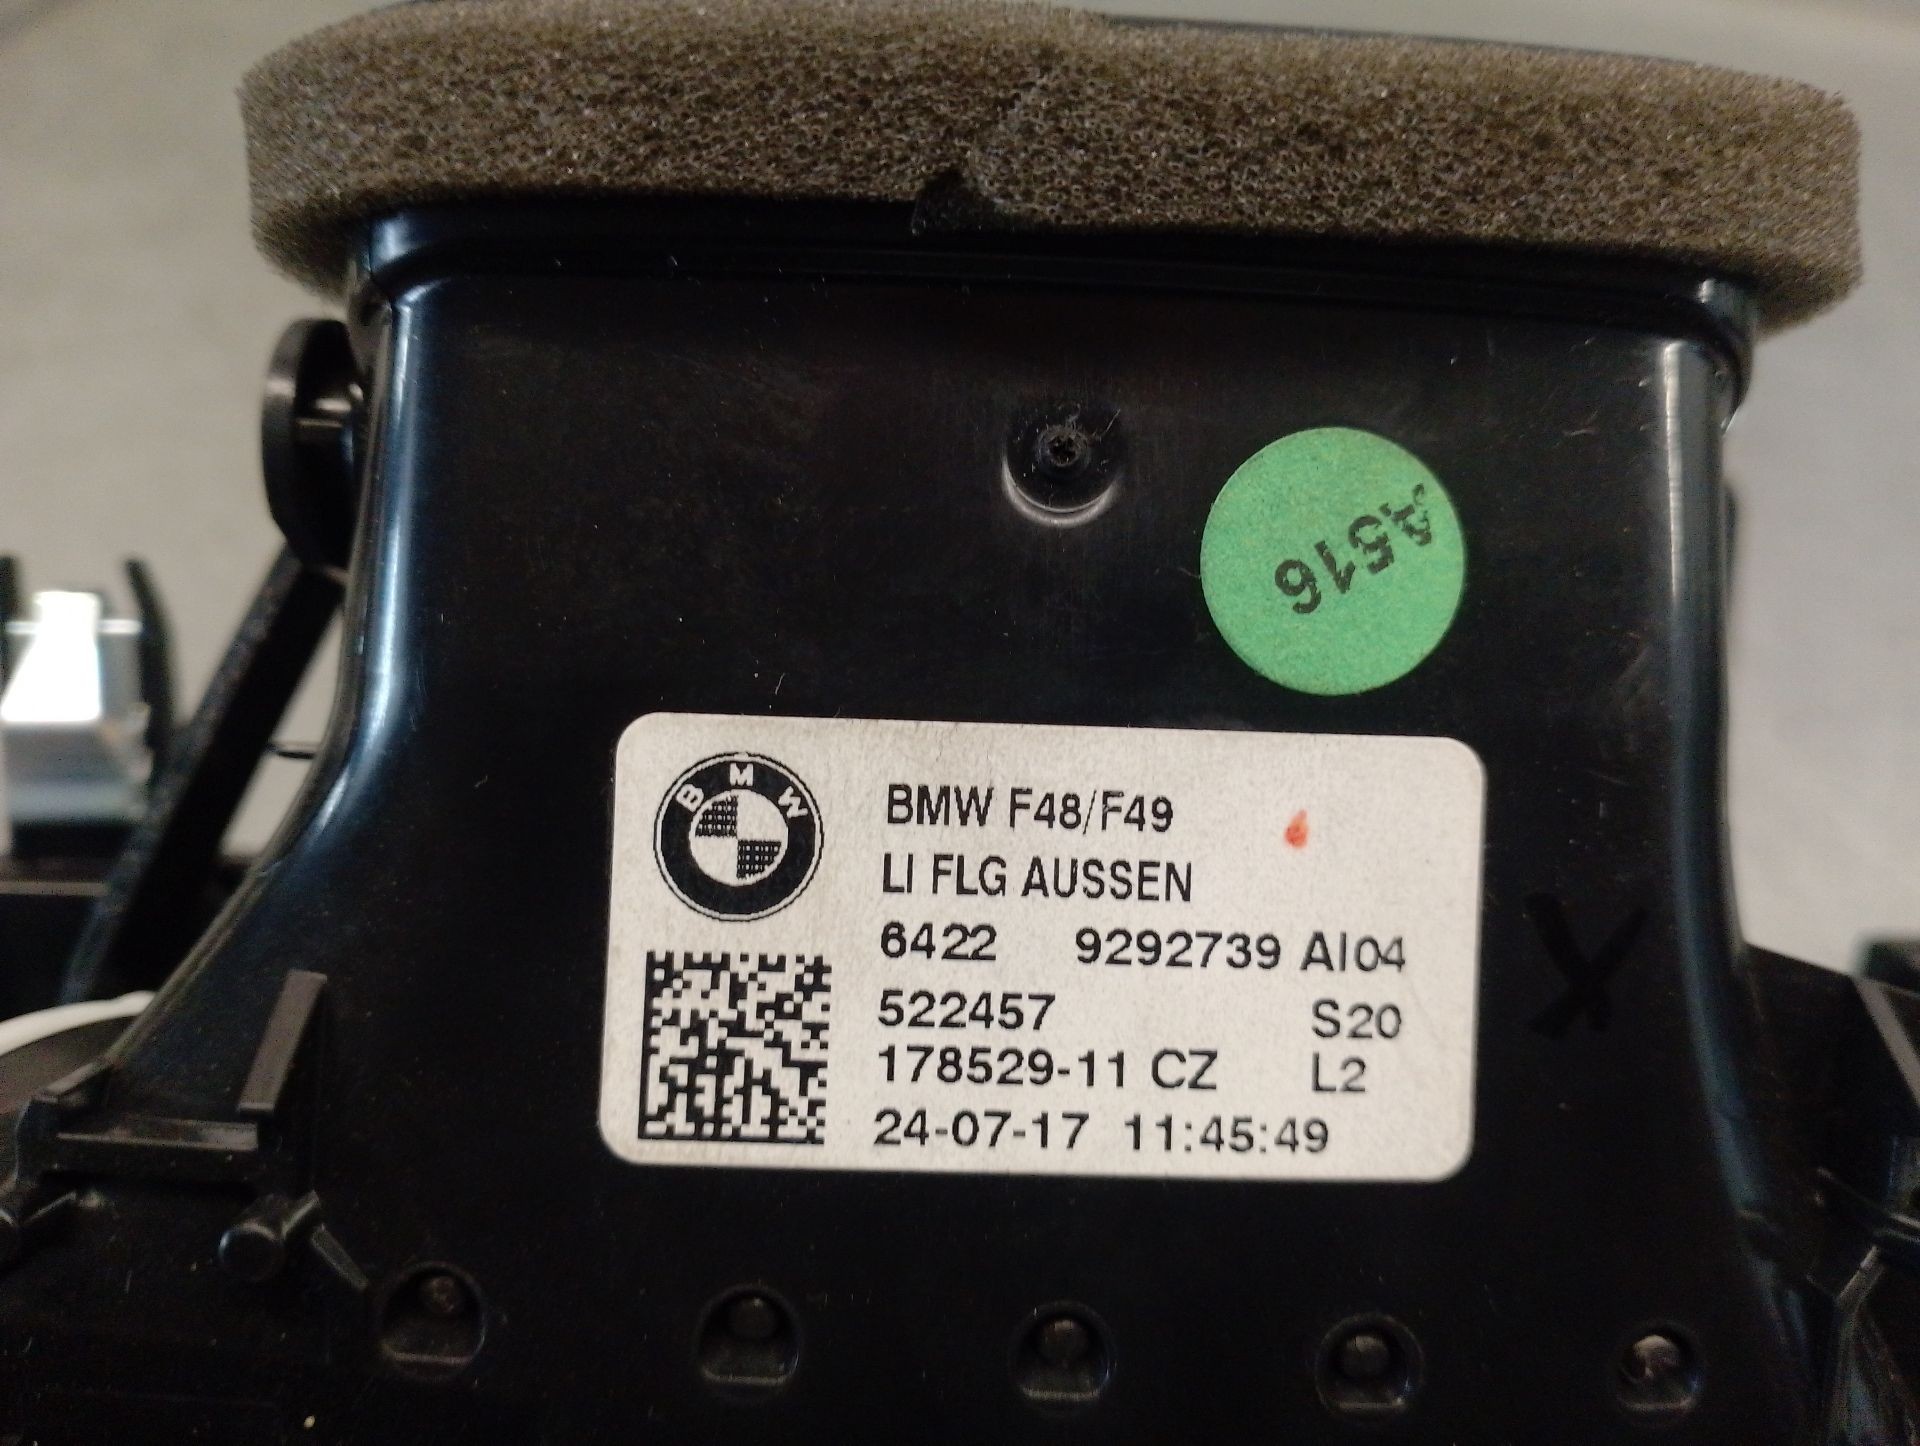 A516
BMW
BMW F48/F49
LI FLG AUSSEN
6422 9292739 AI04
522457 S20
178529-11 CZ L2
24-07-17 11:45:49
X